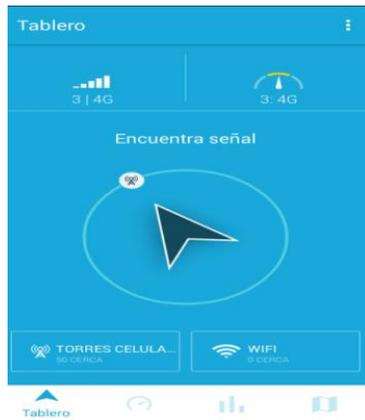 Tablero
3 | 4G
3: 4G
Encuentra señal
TORRES CELULA...
50 CERCA
WIFI
0 CERCA
Tablero